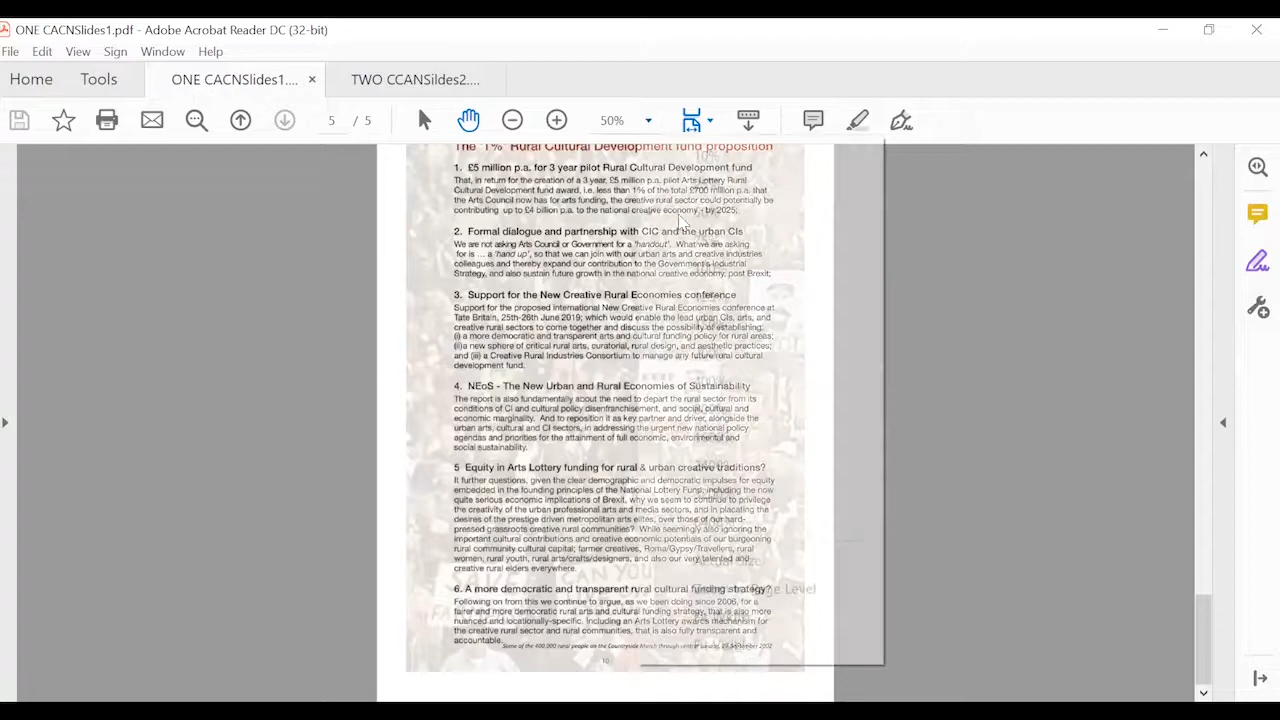 ONE CACNSlides1.pdf - Adobe Acrobat Reader DC (32-bit)
File Edit View Sign Window Help
Home Tools ONE CACNSlides1.... × TWO CCANSildes2....
5 / 5 50%
The "1%" Rural Cultural Development fund proposition
1. £5 million p.a. for 3 year pilot Rural Cultural Development fund
That, in return for the creation of a 3 year, £5 million p.a. pilot Arts Lottery Rural
Cultural Development fund award, i.e. less than 1% of the total £700 million p.a. that
the Arts Council now has for arts funding, the creative rural sector could potentially be
contributing up to £4 billion p.a. to the national creative economy - by 2025;
2. Formal dialogue and partnership with CIC and the urban CIs
We are not asking Arts Council or Government for a 'handout'. What we are asking
for is ... a 'hand up', so that we can join with our urban arts and creative industries
colleagues and thereby expand our contribution to the Government's Industrial
Strategy, and also sustain future growth in the national creative economy, post Brexit;
3. Support for the New Creative Rural Economies conference
Support for the proposed international New Creative Rural Economies conference at
Tate Britain, 25th-26th June 2019; which would enable the lead urban CIs, arts, and
creative rural sectors to come together and discuss the possibility of establishing;
(i) a more democratic and transparent arts and cultural funding policy for rural areas;
(ii)a new sphere of critical rural arts, curatorial, rural design, and aesthetic practices;
and (iii) a Creative Rural Industries Consortium to manage any future rural cultural
development fund.
4. NEoS - The New Urban and Rural Economies of Sustainability
The report is also fundamentally about the need to depart the rural sector from its
conditions of CI and cultural policy disenfranchisement, and social, cultural and
economic marginality. And to reposition it as key partner and driver, alongside the
urban arts, cultural and CI sectors, in addressing the urgent new national policy
agendas and priorities for the attainment of full economic, environmental and
social sustainability.
5 Equity in Arts Lottery funding for rural & urban creative traditions?
It further questions, given the clear demographic and democratic impulses for equity
embedded in the founding principles of the National Lottery Fund; including the now
quite serious economic implications of Brexit, why we seem to continue to privilege
the creativity of the urban professional arts and media sectors, and in placating the
desires of the prestige driven metropolitan arts elites, over those of our hard-
pressed grassroots creative rural communities? While seemingly also ignoring the
important cultural contributions and creative economic potentials of our burgeoning
rural community cultural capital; farmer creatives, Roma/Gypsy/Travellers, rural
women, rural youth, rural arts/crafts/designers, and also our very talented and
creative rural elders everywhere.
6. A more democratic and transparent rural cultural funding strategy?
Following on from this we continue to argue, as we been doing since 2006, for a
fairer and more democratic rural arts and cultural funding strategy, that is also more
nuanced and locationally-specific. Including an Arts Lottery awards mechanism for
the creative rural sector and rural communities, that is also fully transparent and
accountable.
Some of the 400,000 rural people on the Countryside March through central London, 22 September 2002
10